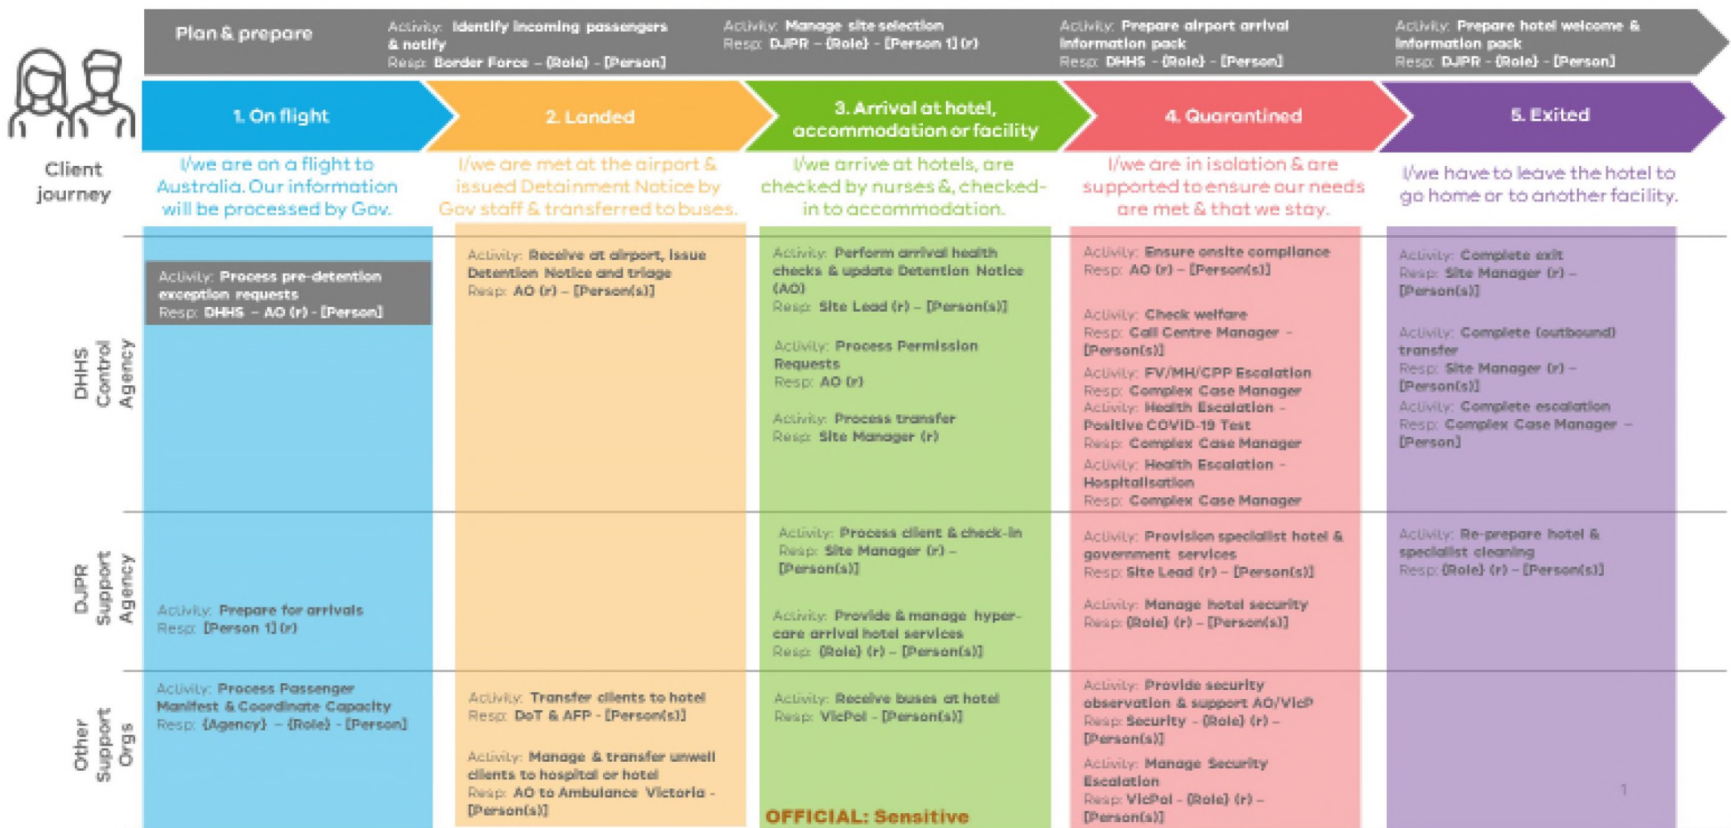 Plan & prepare
Activity: Identify incoming passengers
& notify
Resp: Border Force – {Role} - [Person]
Activity: Manage site selection
Resp: DJPR – {Role} - [Person 1] (r)
Activity: Prepare airport arrival
information pack
Resp: DHHS - {Role} - [Person]
Activity: Prepare hotel welcome &
information pack
Resp: DJPR - {Role} - [Person]
Client
journey
1. On flight
2. Landed
3. Arrival at hotel,
accommodation or facility
4. Quarantined
5. Exited
I/we are on a flight to
Australia. Our information
will be processed by Gov.
I/we are met at the airport &
issued Detainment Notice by
Gov staff & transferred to buses.
I/we arrive at hotels, are
checked by nurses &, checked-
in to accommodation.
I/we are in isolation & are
supported to ensure our needs
are met & that we stay.
I/we have to leave the hotel to
go home or to another facility.
DHHS
Control
Agency
Activity: Process pre-detention
exception requests
Resp: DHHS – AO (r) - [Person]
Activity: Receive at airport, issue
Detention Notice and triage
Resp: AO (r) – [Person(s)]
Activity: Perform arrival health
checks & update Detention Notice
(AO)
Resp: Site Lead (r) – [Person(s)]
Activity: Process Permission
Requests
Resp: AO (r)
Activity: Process transfer
Resp: Site Manager (r)
Activity: Ensure onsite compliance
Resp: AO (r) – [Person(s)]
Activity: Check welfare
Resp: Call Centre Manager –
[Person(s)]
Activity: FV/MH/CPP Escalation
Resp: Complex Case Manager
Activity: Health Escalation -
Positive COVID-19 Test
Resp: Complex Case Manager
Activity: Health Escalation -
Hospitalisation
Resp: Complex Case Manager
Activity: Complete exit
Resp: Site Manager (r) –
[Person(s)]
Activity: Complete (outbound)
transfer
Resp: Site Manager (r) –
[Person(s)]
Activity: Complete escalation
Resp: Complex Case Manager –
[Person]
DJPR
Support
Agency
Activity: Prepare for arrivals
Resp: [Person 1] (r)
Activity: Process client & check-in
Resp: Site Manager (r) –
[Person(s)]
Activity: Provide & manage hyper-
care arrival hotel services
Resp: {Role} (r) – [Person(s)]
Activity: Provision specialist hotel &
government services
Resp: Site Lead (r) – [Person(s)]
Activity: Manage hotel security
Resp: {Role} (r) – [Person(s)]
Activity: Re-prepare hotel &
specialist cleaning
Resp: {Role} (r) – [Person(s)]
Other
Support
Orgs
Activity: Process Passenger
Manifest & Coordinate Capacity
Resp: {Agency} – {Role} - [Person]
Activity: Transfer clients to hotel
Resp: DoT & AFP - [Person(s)]
Activity: Manage & transfer unwell
clients to hospital or hotel
Resp: AO to Ambulance Victoria -
[Person(s)]
Activity: Receive buses at hotel
Resp: VicPol - [Person(s)]
Activity: Provide security
observation & support AO/VicP
Resp: Security - {Role} (r) –
[Person(s)]
Activity: Manage Security
Escalation
Resp: VicPol - {Role} (r) –
[Person(s)]
1
OFFICIAL: Sensitive